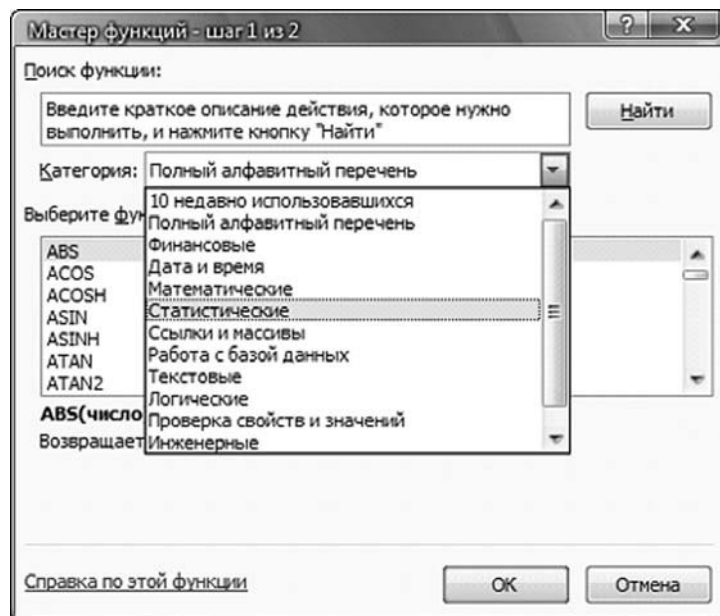 Мастер функций - шаг 1 из 2
Поиск функции:
Введите краткое описание действия, которое нужно
выполнить, и нажмите кнопку "Найти"
Найти
Категория: Полный алфавитный перечень
10 недавно использовавшихся
Полный алфавитный перечень
Финансовые
Дата и время
Математические
Статистические
Ссылки и массивы
Работа с базой данных
Текстовые
Логические
Проверка свойств и значений
Инженерные
Выберите фун
ABS
ACOS
ACOSH
ASIN
ASINH
ATAN
ATAN2
ABS(число
Возвращает
Справка по этой функции
ОК
Отмена